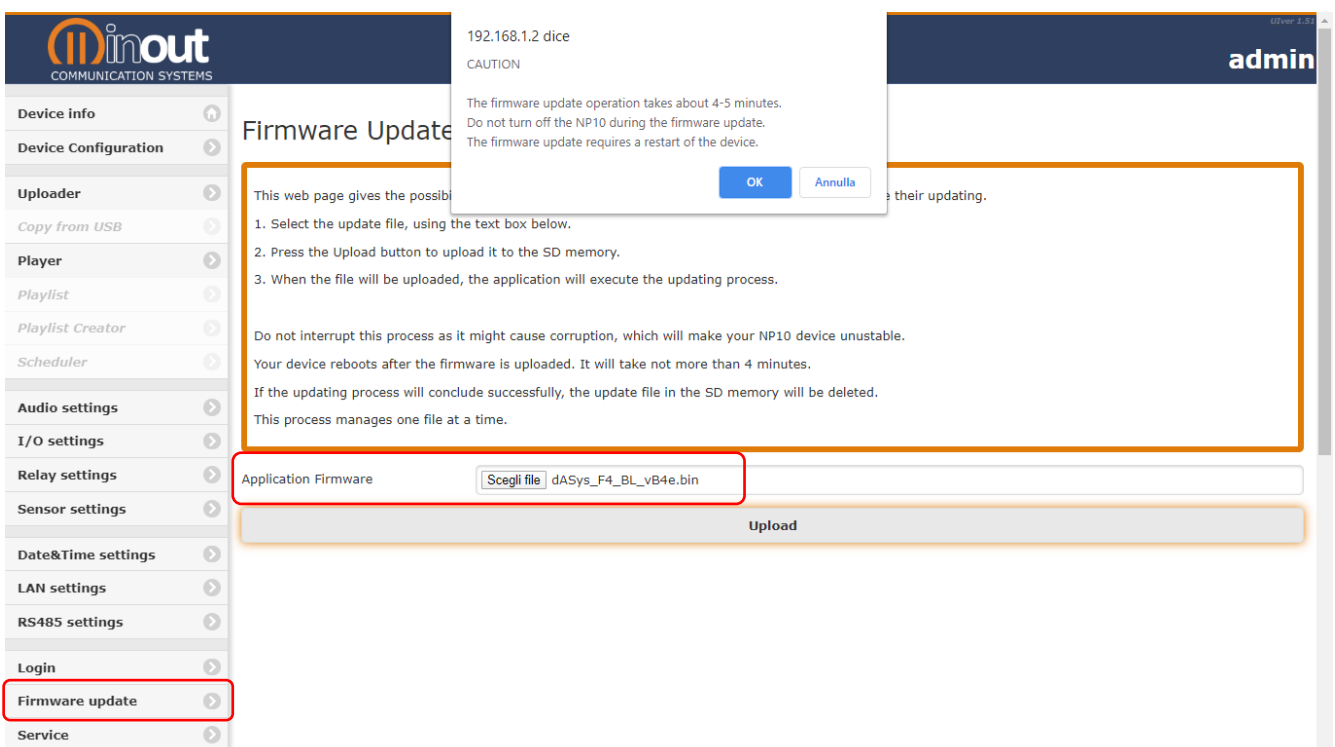 inout
COMMUNICATION SYSTEMS
UIver 1.51
admin
192.168.1.2 dice
CAUTION
The firmware update operation takes about 4-5 minutes.
Do not turn off the NP10 during the firmware update.
The firmware update requires a restart of the device.
OK
Annulla
Device info
Device Configuration
Uploader
Copy from USB
Player
Playlist
Playlist Creator
Scheduler
Audio settings
I/O settings
Relay settings
Sensor settings
Date&Time settings
LAN settings
RS485 settings
Login
Firmware update
Service
Firmware Update
This web page gives the possibi
their updating.
1. Select the update file, using the text box below.
2. Press the Upload button to upload it to the SD memory.
3. When the file will be uploaded, the application will execute the updating process.
Do not interrupt this process as it might cause corruption, which will make your NP10 device unustable.
Your device reboots after the firmware is uploaded. It will take not more than 4 minutes.
If the updating process will conclude successfully, the update file in the SD memory will be deleted.
This process manages one file at a time.
Application Firmware
Scegli file dASys_F4_BL_vB4e.bin
Upload